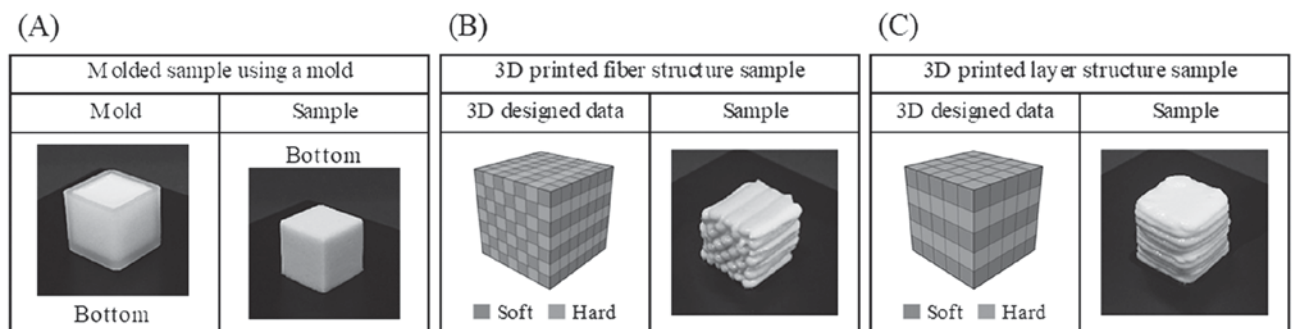 (A)
Molded sample using a mold
Mold Sample
Bottom
Bottom
(B)
3D printed fiber structure sample
3D designed data Sample
Soft Hard
(C)
3D printed layer structure sample
3D designed data Sample
Soft Hard